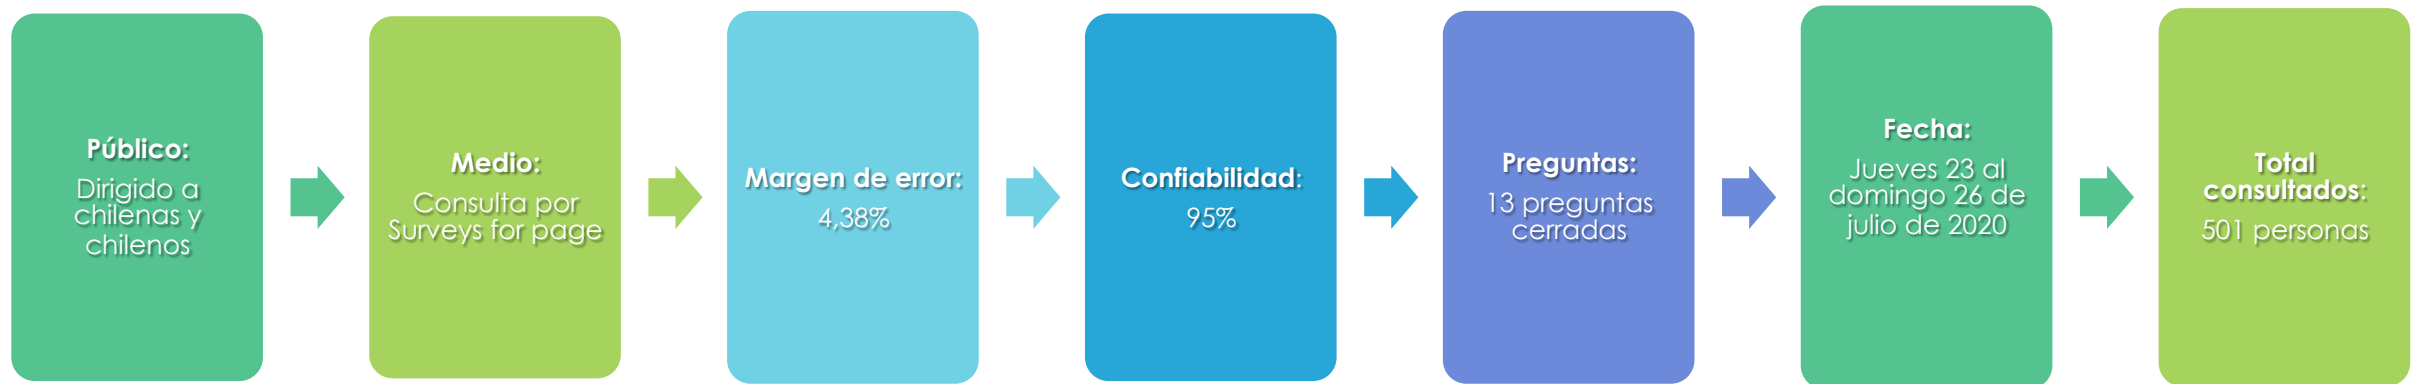 Público:
Dirigido a
chilenas y
chilenos
Medio:
Consulta por
Surveys for page
Margen de error:
4,38%
Confiabilidad:
95%
Preguntas:
13 preguntas
cerradas
Fecha:
Jueves 23 al
domingo 26 de
julio de 2020
Total
consultados:
501 personas